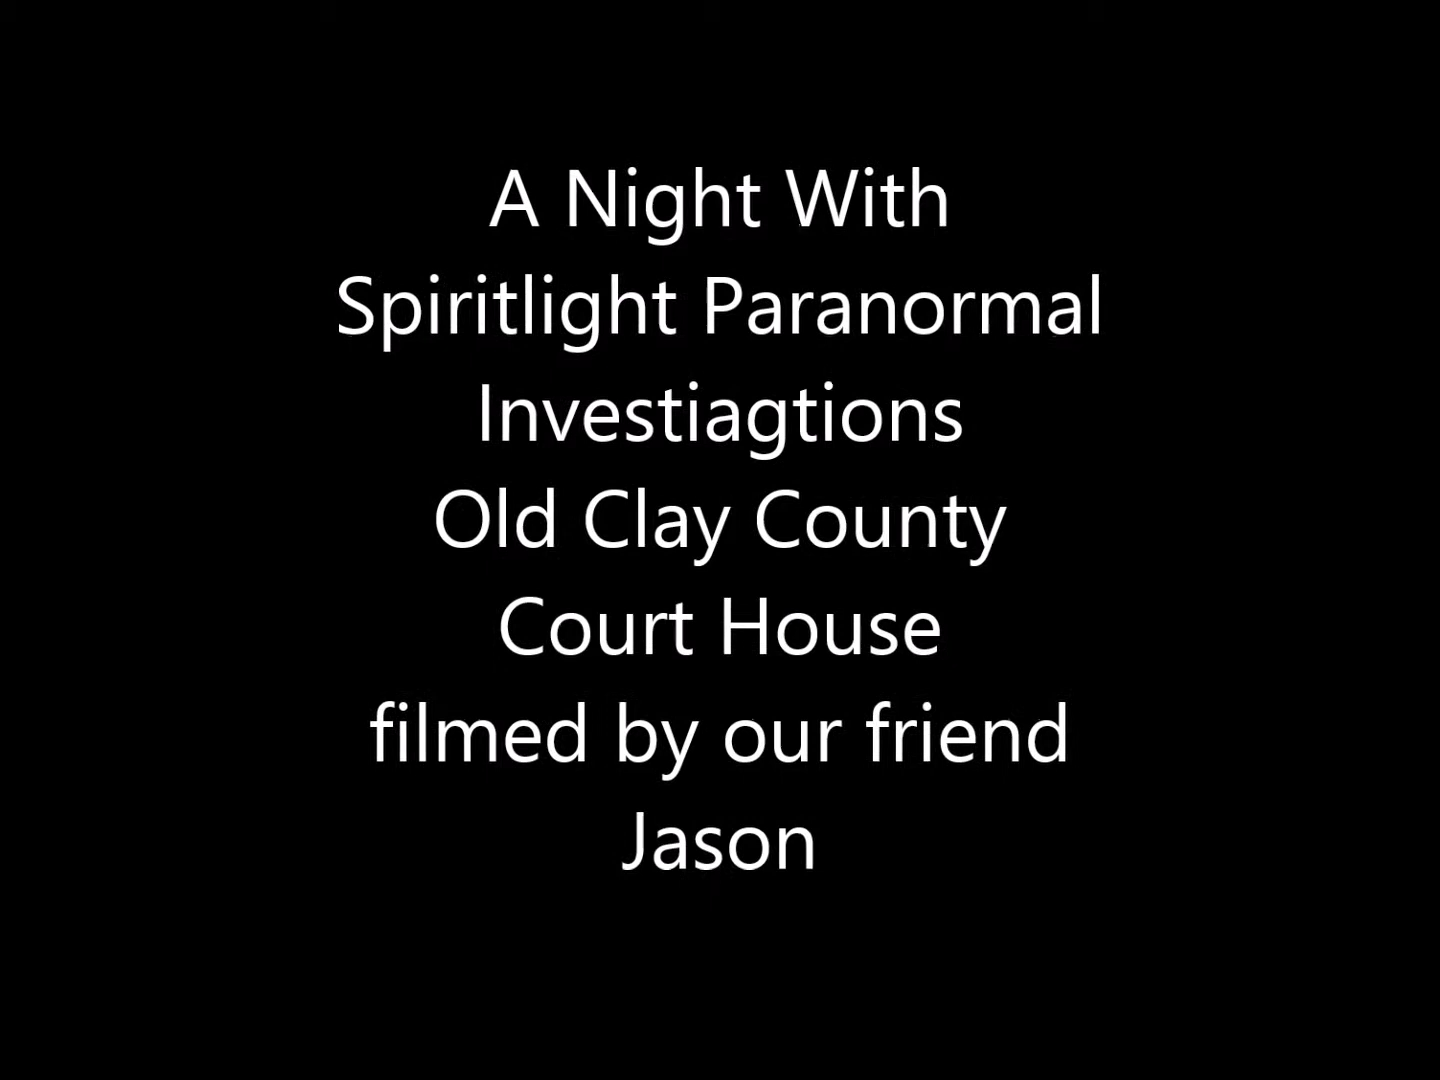 A Night With
Spiritlight Paranormal
Investiagtions
Old Clay County
Court House
filmed by our friend
Jason